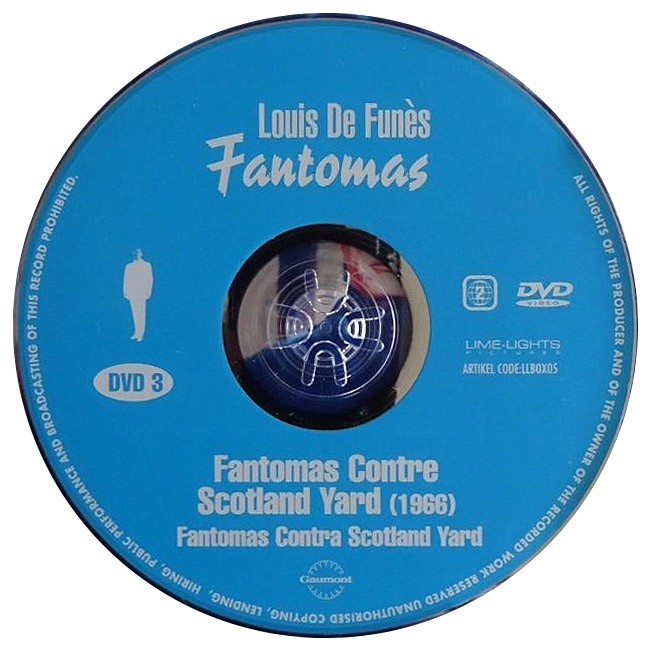 Louis De Funès
Fantomas
DVD 3
2
DVD
VIDEO
LIME-LIGHTS
PICTURES
ARTIKEL CODE:LLBOX05
Fantomas Contre
Scotland Yard (1966)
Fantomas Contra Scotland Yard
Gaumont
ALL RIGHTS OF THE PRODUCER AND OF THE OWNER OF THE RECORDED WORK RESERVED UNAUTHORISED COPYING, LENDING, HIRING, PUBLIC PERFORMANCE AND BROADCASTING OF THIS RECORD PROHIBITED.